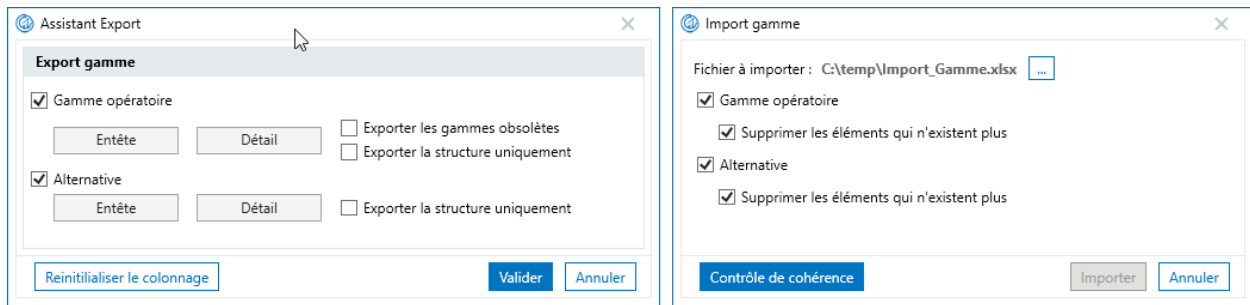 Assistant Export
Export gamme
Gamme opératoire
Entête
Détail
Exporter les gammes obsolètes
Exporter la structure uniquement
Alternative
Entête
Détail
Exporter la structure uniquement
Reinitilialiser le colonnage
Valider
Annuler
Import gamme
Fichier à importer : C:\temp\Import_Gamme.xlsx ...
Gamme opératoire
Supprimer les éléments qui n'existent plus
Alternative
Supprimer les éléments qui n'existent plus
Contrôle de cohérence
Importer
Annuler